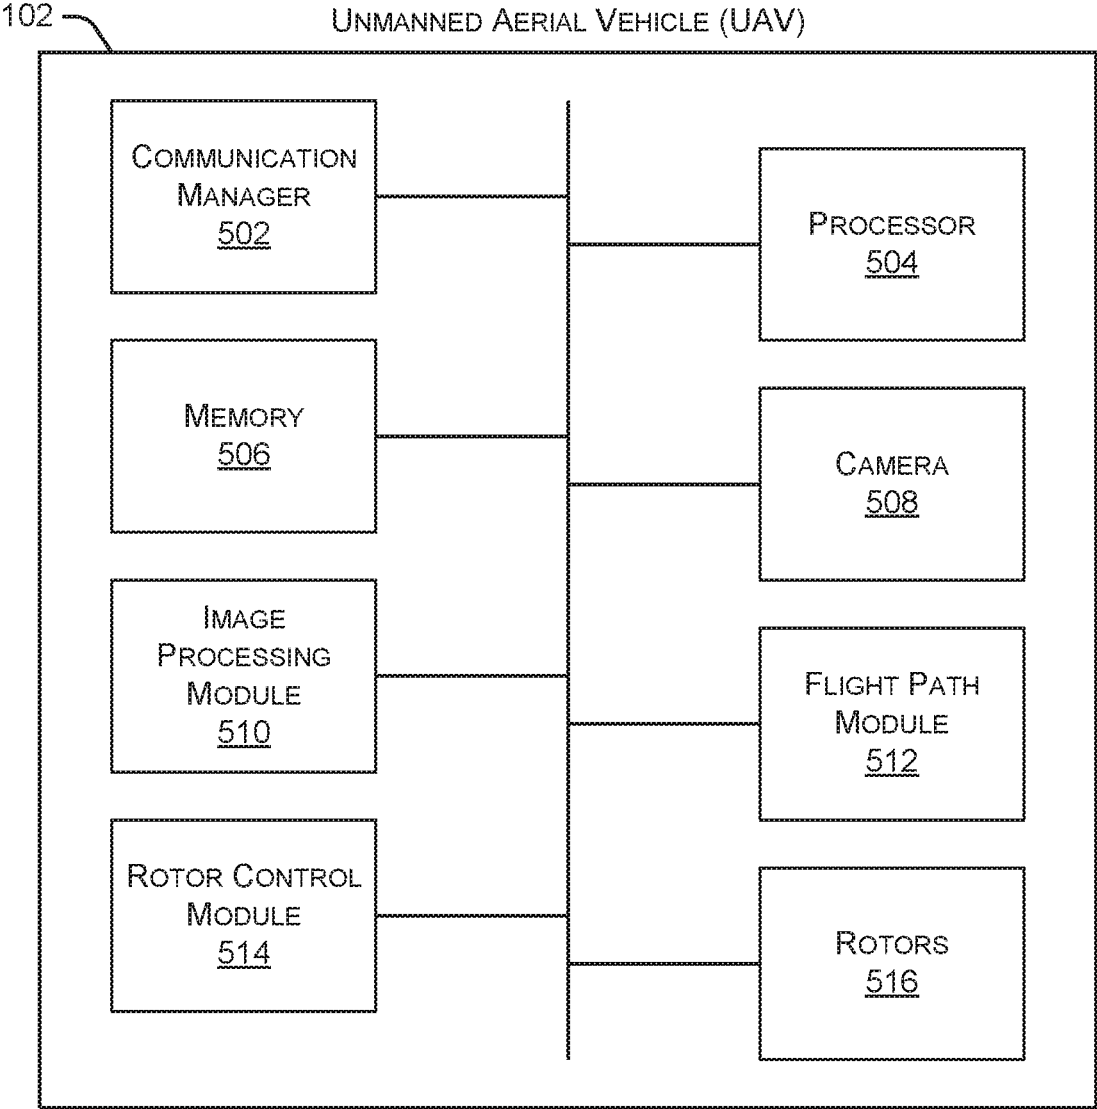 102
UNMANNED AERIAL VEHICLE (UAV)
COMMUNICATION
MANAGER
502
PROCESSOR
504
MEMORY
506
CAMERA
508
IMAGE
PROCESSING
MODULE
510
FLIGHT PATH
MODULE
512
ROTOR CONTROL
MODULE
514
ROTORS
516